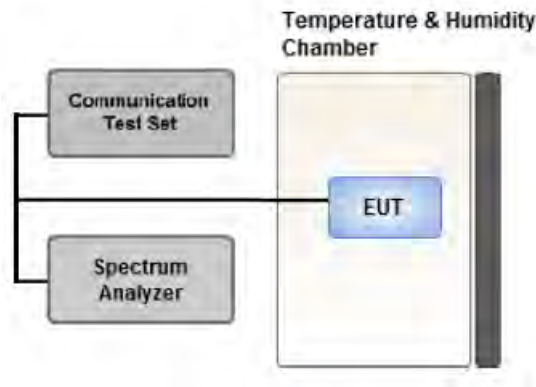 Temperature & Humidity
Chamber
Communication
Test Set
EUT
Spectrum
Analyzer